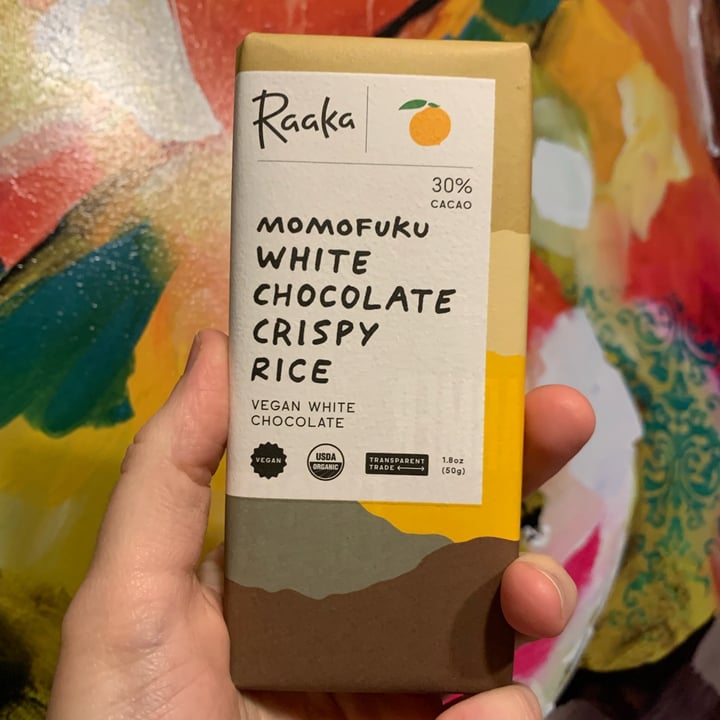 Raaka
30%
CACAO
MOMOFUKU
WHITE
CHOCOLATE
CRISPY
RICE
VEGAN WHITE
CHOCOLATE
VEGAN
USDA
ORGANIC
TRANSPARENT
TRADE
1.8oz
(50g)